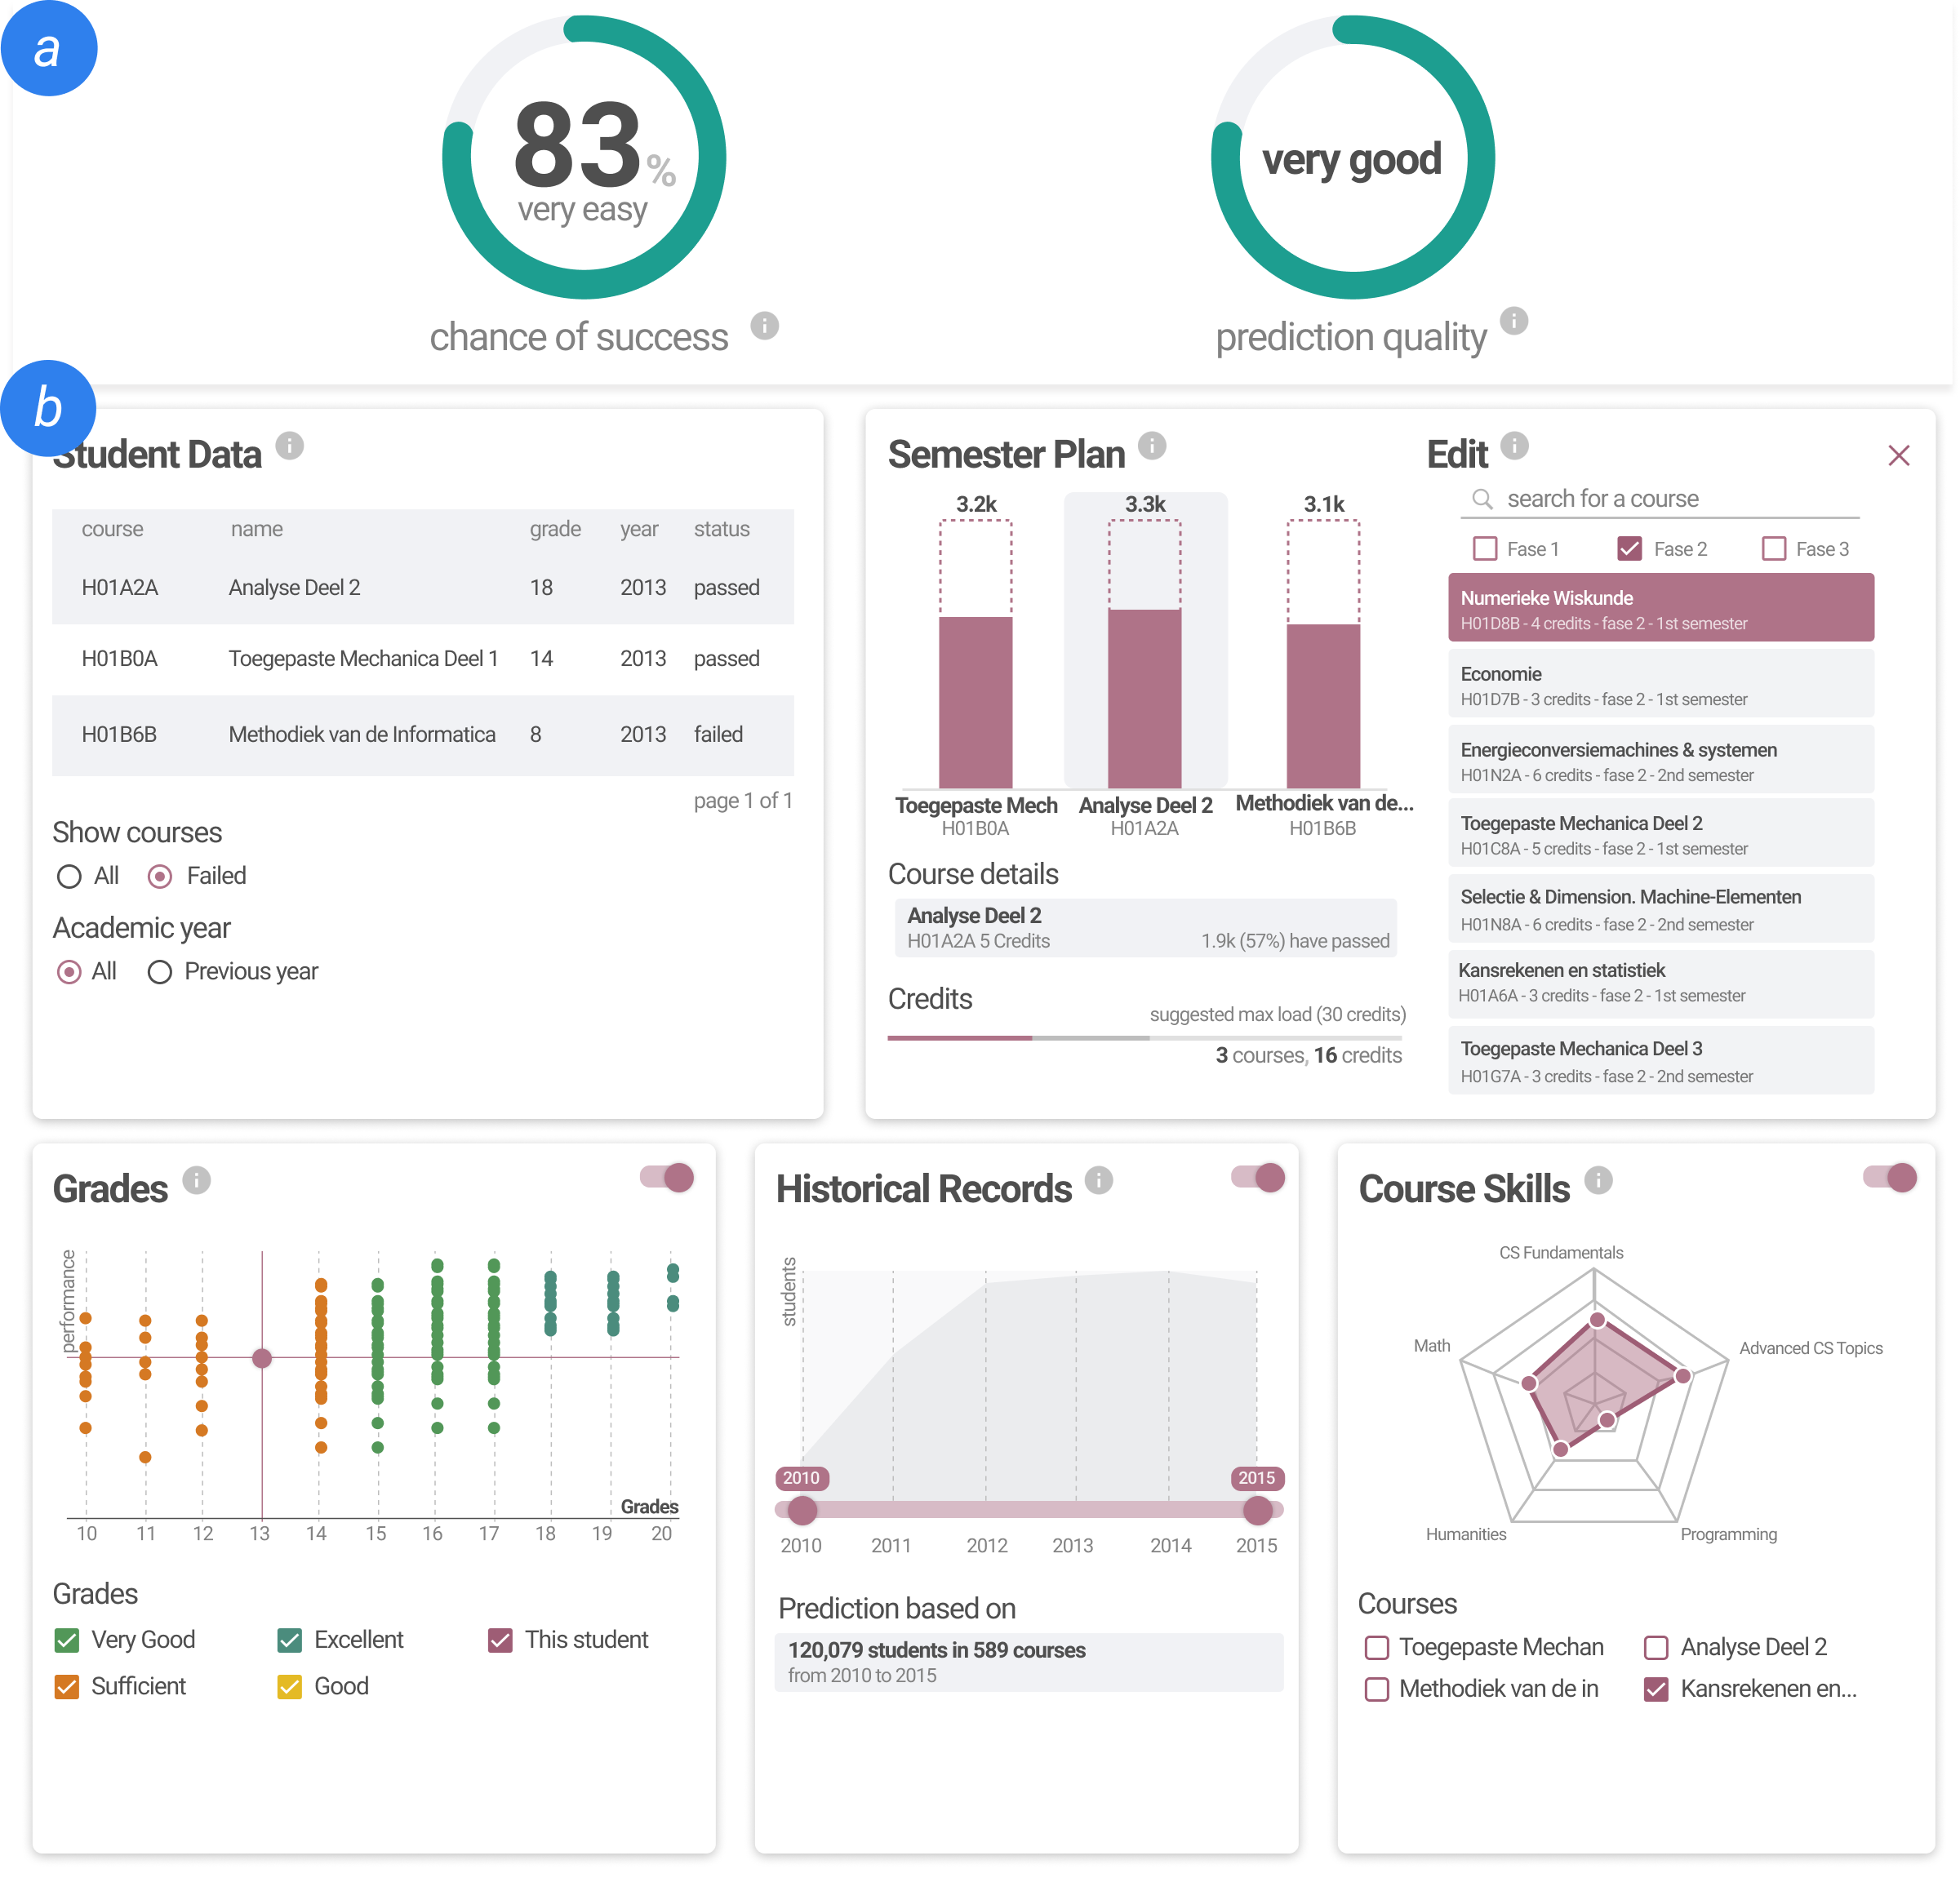 a
83 %
very easy
chance of success
very good
prediction quality
b
Student Data
course name grade year status
H01A2A Analyse Deel 2 18 2013 passed
H01B0A Toegepaste Mechanica Deel 1 14 2013 passed
H01B6B Methodiek van de Informatica 8 2013 failed
page 1 of 1
Show courses
All Failed
Academic year
All Previous year
Semester Plan
3.2k 3.3k 3.1k
Toegepaste Mech Analyse Deel 2 Methodiek van de...
H01B0A H01A2A H01B6B
Course details
Analyse Deel 2
H01A2A 5 Credits 1.9k (57%) have passed
Credits
suggested max load (30 credits)
3 courses, 16 credits
Edit
search for a course
Fase 1 Fase 2 Fase 3
Numerieke Wiskunde
H01D8B - 4 credits - fase 2 - 1st semester
Economie
H01D7B - 3 credits - fase 2 - 1st semester
Energieconversiemachines & systemen
H01N2A - 6 credits - fase 2 - 2nd semester
Toegepaste Mechanica Deel 2
H01C8A - 5 credits - fase 2 - 1st semester
Selectie & Dimension. Machine-Elementen
H01N8A - 6 credits - fase 2 - 2nd semester
Kansrekenen en statistiek
H01A6A - 3 credits - fase 2 - 1st semester
Toegepaste Mechanica Deel 3
H01G7A - 3 credits - fase 2 - 2nd semester
Grades
performance
Grades
10 11 12 13 14 15 16 17 18 19 20
Grades
Very Good Excellent This student
Sufficient Good
Historical Records
students
2010 2015
2010 2011 2012 2013 2014 2015
Prediction based on
120,079 students in 589 courses
from 2010 to 2015
Course Skills
CS Fundamentals
Math Advanced CS Topics
Humanities Programming
Courses
Toegepaste Mechan Analyse Deel 2
Methodiek van de in Kansrekenen en...